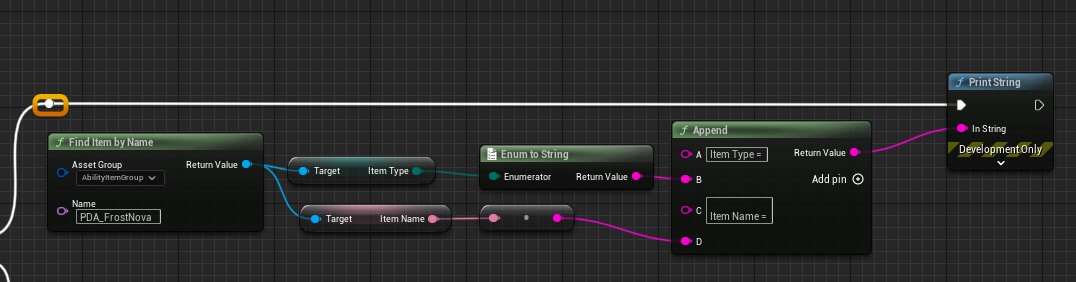 Print String
In String
Development Only
Find Item by Name
Asset Group
AbilityItemGroup
Return Value
Name
PDA_FrostNova
Target
Item Type
Target
Item Name
Enum to String
Enumerator
Return Value
Append
A
Item Type =
Return Value
B
Add pin
C
Item Name =
D